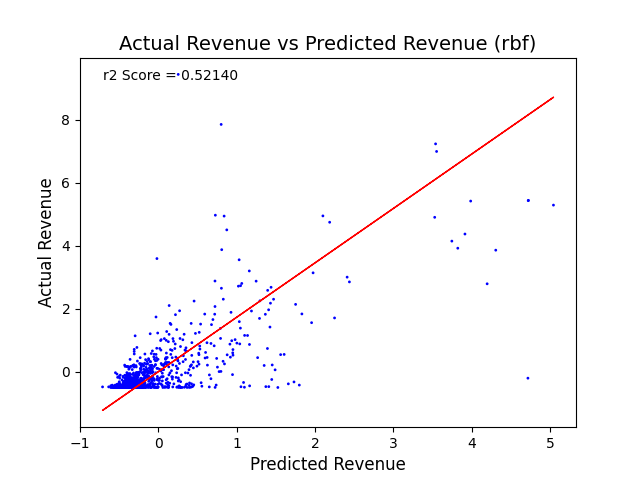 Actual Revenue vs Predicted Revenue (rbf)
r2 Score = 0.52140
8
6
4
2
0
Actual Revenue
−1 0 1 2 3 4 5
Predicted Revenue